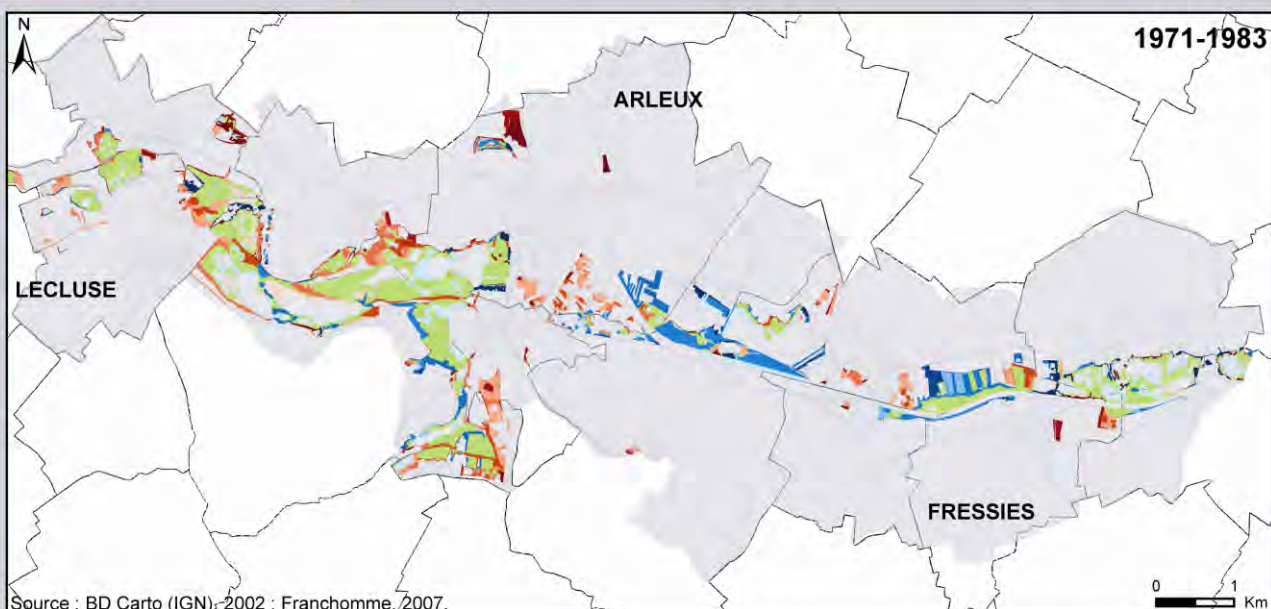 N
1971-1983
ARLEUX
LECLUSE
FRESSIES
Source : BD Carto (IGN), 2002 ; Franchomme, 2007.
0 1
Km